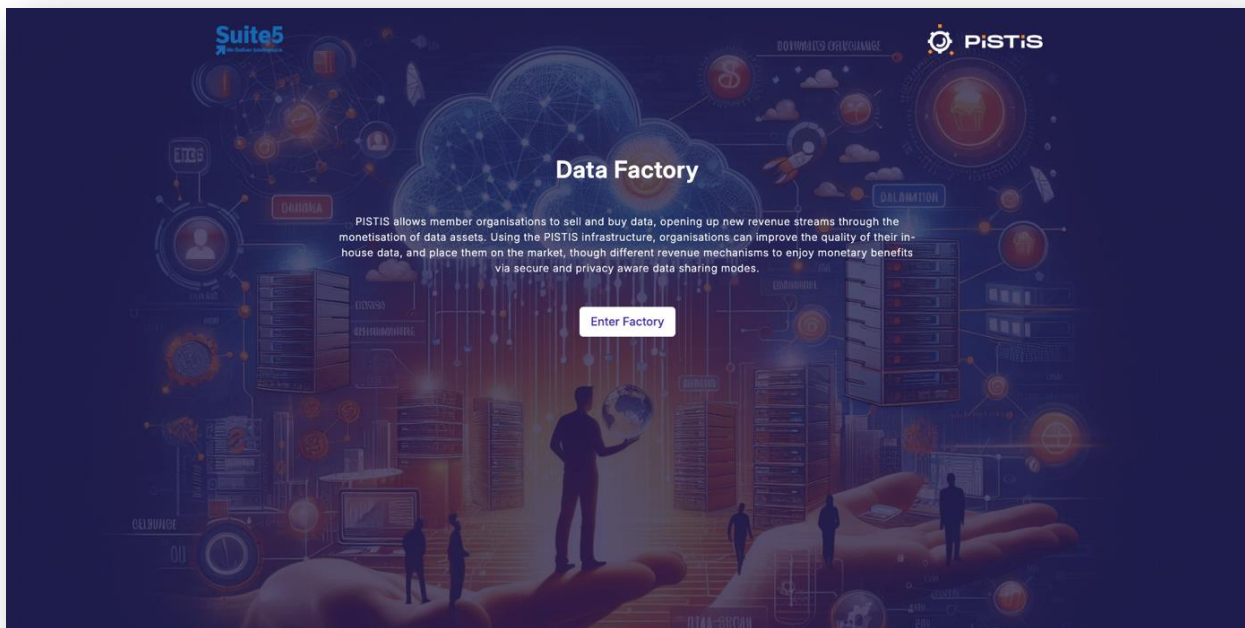 Suite5
We Deliver Intelligence
PiSTiS
Data Factory
PISTIS allows member organisations to sell and buy data, opening up new revenue streams through the
monetisation of data assets. Using the PISTIS infrastructure, organisations can improve the quality of their in-
house data, and place them on the market, though different revenue mechanisms to enjoy monetary benefits
via secure and privacy aware data sharing modes.
Enter Factory